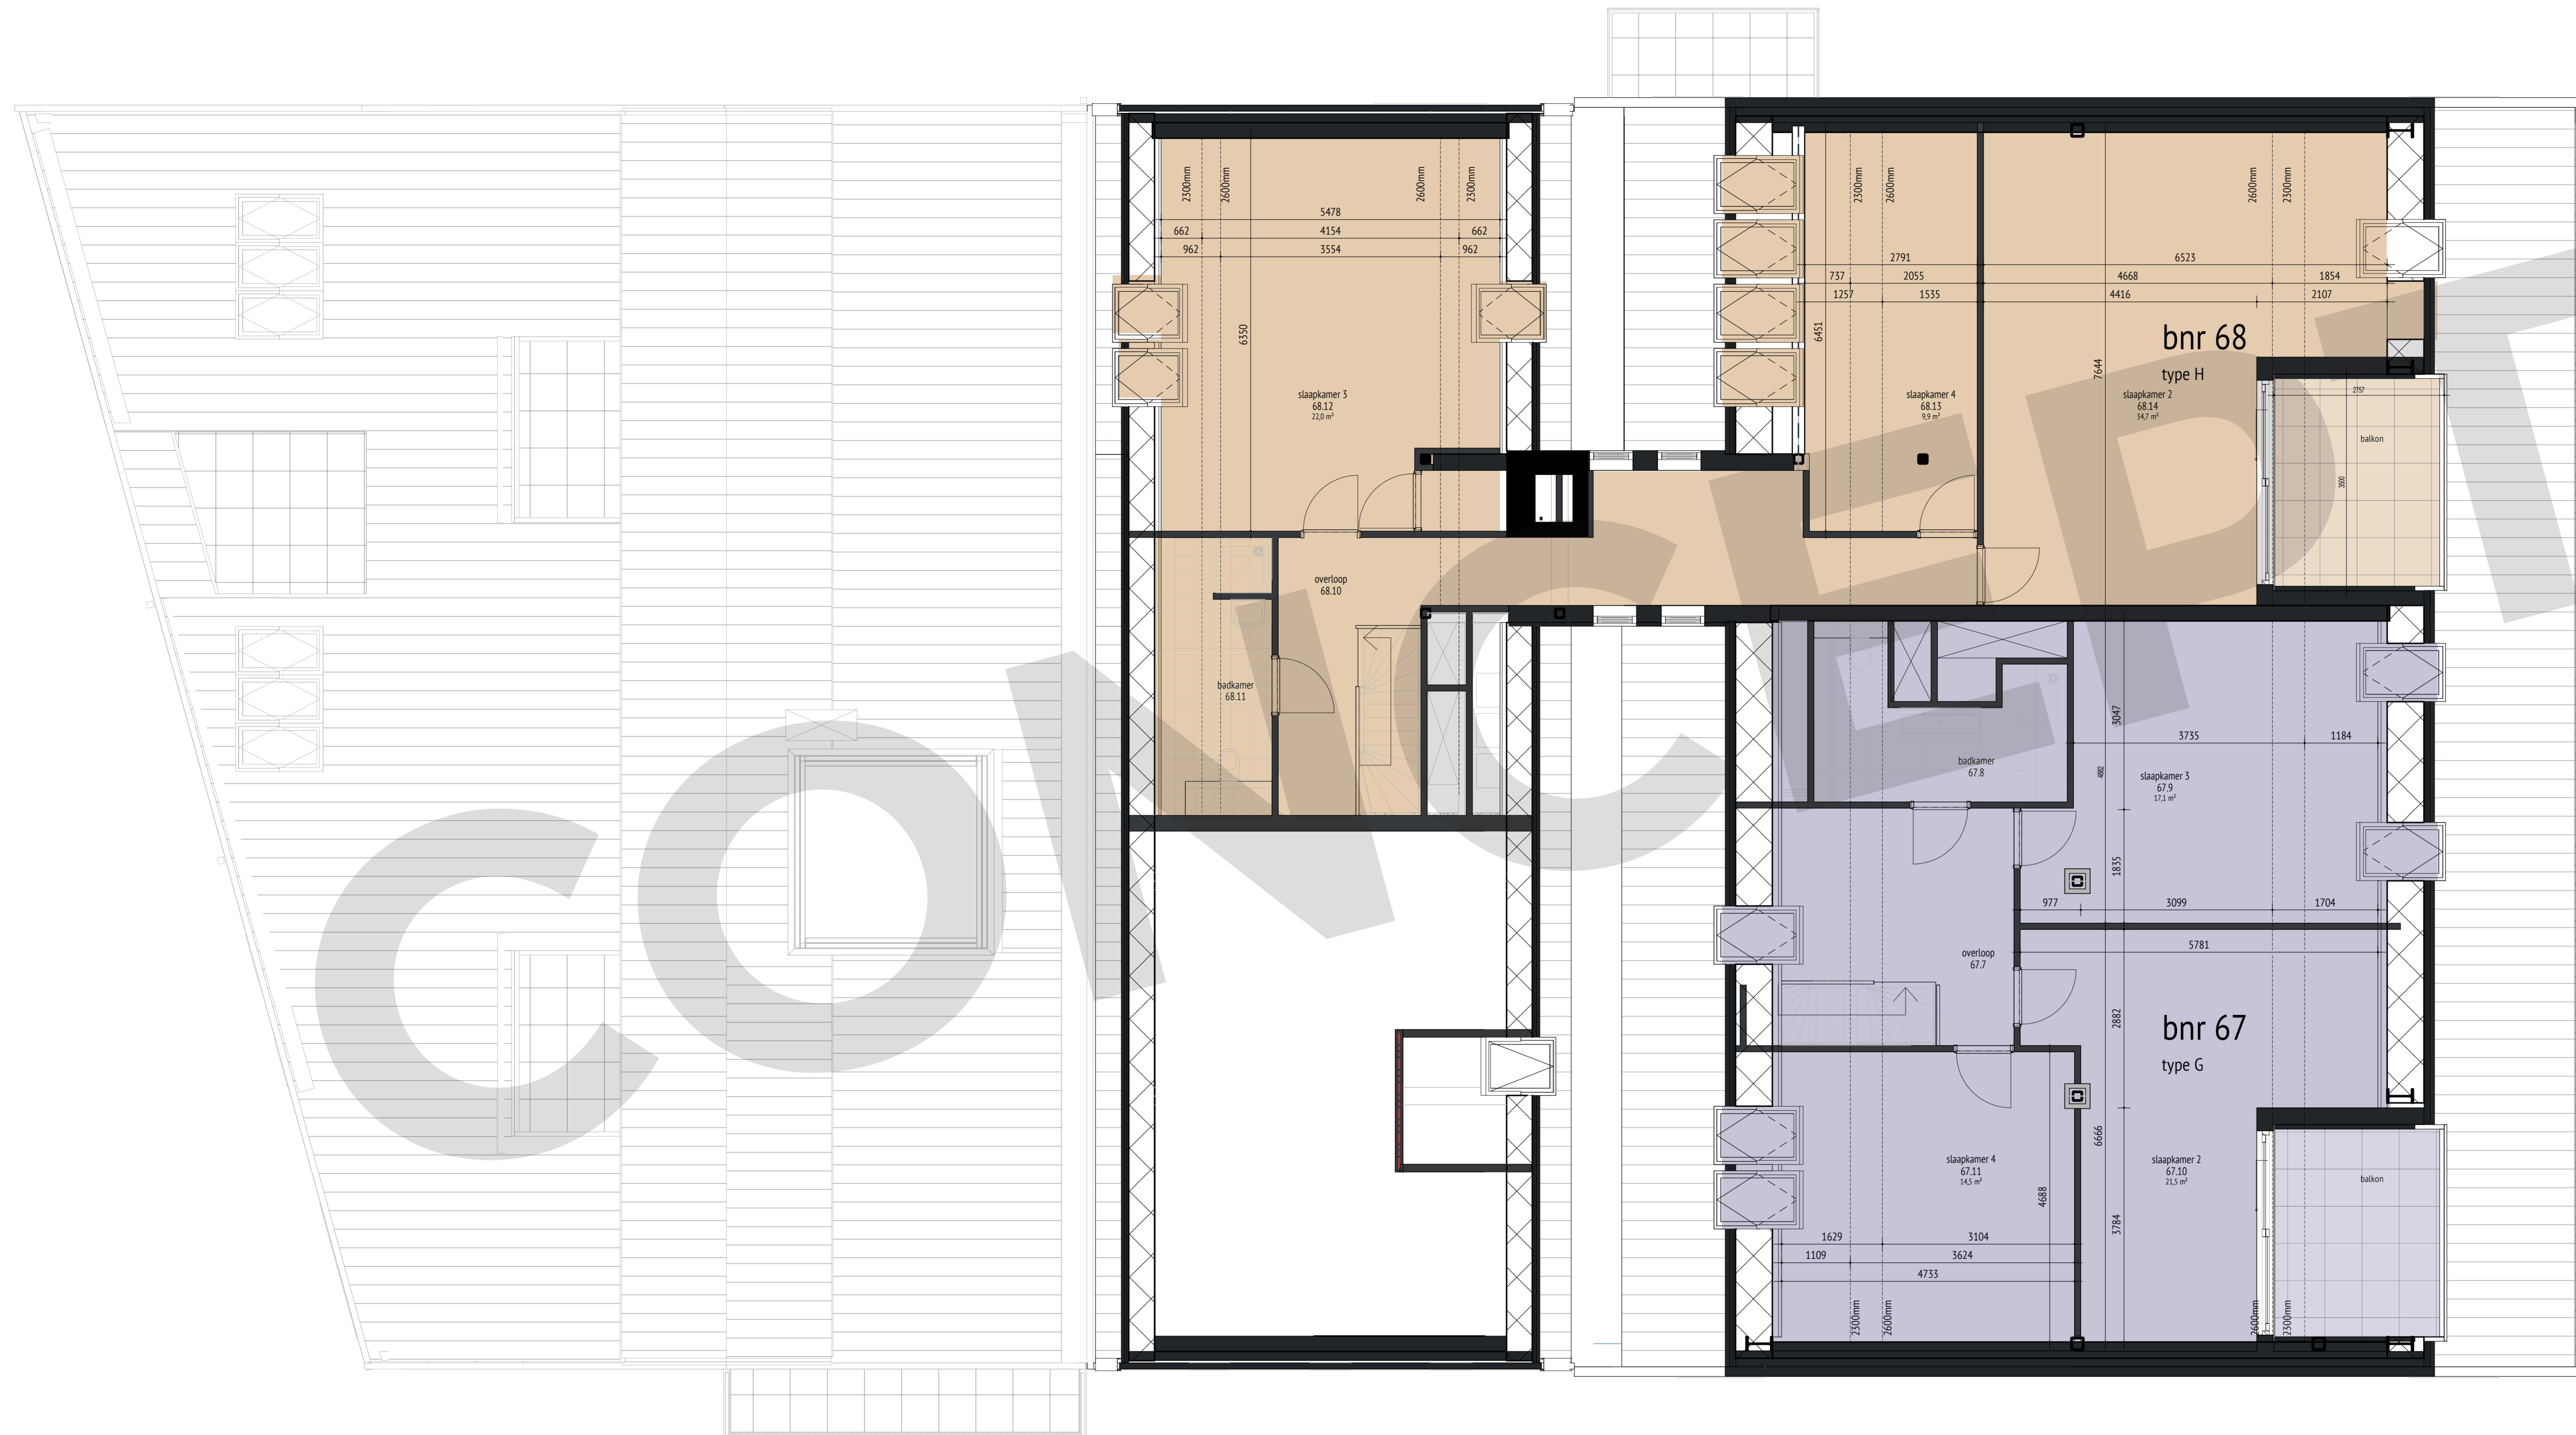 2300mm
2600mm
2600mm
2300mm
5478
662
4154
662
962
3554
962
6350
slaapkamer 3
68.12
22,0 m²
2300mm
2600mm
2600mm
2300mm
2791
6523
737
2055
4668
1854
1257
1535
4416
2107
6451
7644
bnr 68
type H
slaapkamer 4
68.13
9,9 m²
slaapkamer 2
68.14
34,7 m²
2757
balkon
3500
overloop
68.10
badkamer
68.11
CONCEPT
badkamer
67.8
3047
3735
1184
4882
slaapkamer 3
67.9
17,1 m²
1835
977
3099
1704
overloop
67.7
5781
2882
bnr 67
type G
6666
slaapkamer 4
67.11
14,5 m²
slaapkamer 2
67.10
21,5 m²
balkon
4688
3784
1629
3104
1109
3624
4733
2300mm
2600mm
2600mm
2300mm